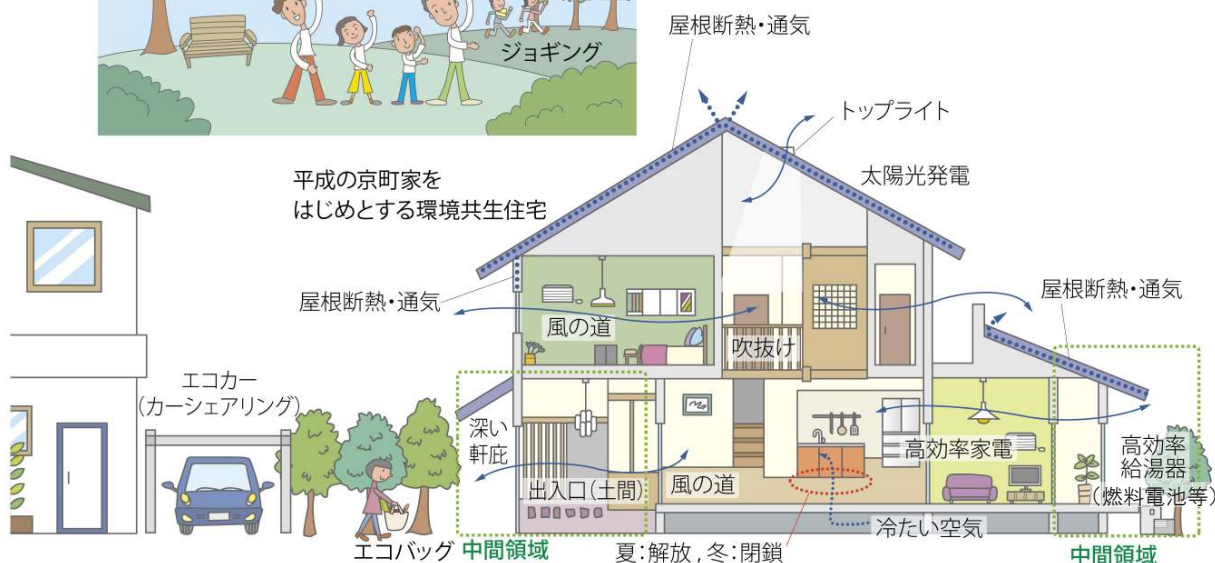 ジョギング
屋根断熱・通気
トップライト
太陽光発電
平成の京町家を
はじめとする環境共生住宅
屋根断熱・通気
屋根断熱・通気
風の道
吹抜け
エコカー
(カーシェアリング)
深い
軒庇
出入口(土間)
風の道
高効率家電
高効率
給湯器
(燃料電池等)
冷たい空気
エコバッグ
中間領域
夏:解放,冬:閉鎖
中間領域